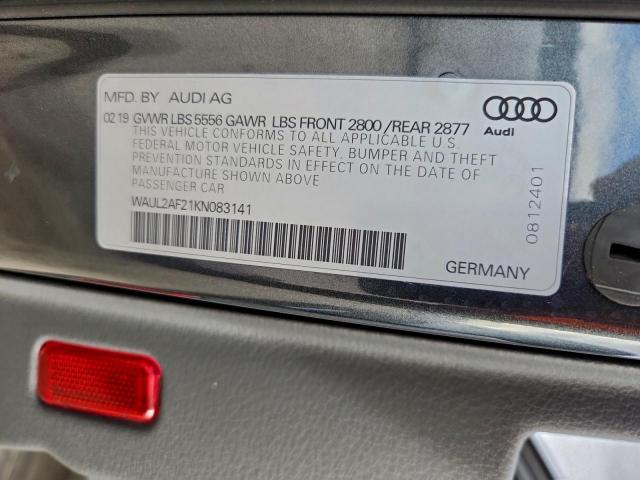 MFD. BY AUDI AG
02 19 GVWR LBS 5556 GAWR LBS FRONT 2800 /REAR 2877
THIS VEHICLE CONFORMS TO ALL APPLICABLE U.S.
FEDERAL MOTOR VEHICLE SAFETY, BUMPER AND THEFT
PREVENTION STANDARDS IN EFFECT ON THE DATE OF
MANUFACTURE SHOWN ABOVE
PASSENGER CAR
WAUL2AF21KN083141
GERMANY
Audi
0812401